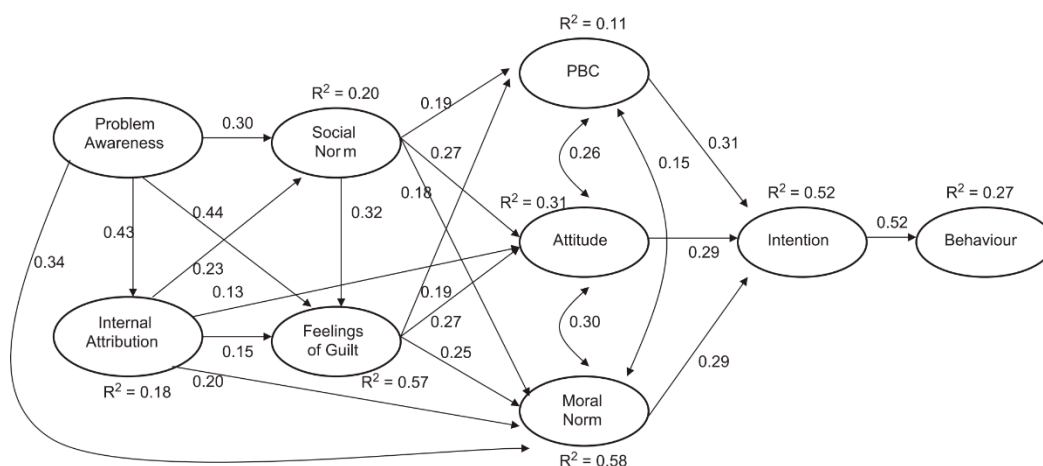 R² = 0.11
PBC
R² = 0.20
Problem
Awareness
0.30
Social
Norm
0.19
0.27
0.31
0.26
0.15
0.18
R² = 0.52
R² = 0.27
R² = 0.31
0.44
0.32
0.43
Attitude
0.29
Intention
0.52
Behaviour
0.34
0.23
0.13
0.19
Internal
Attribution
0.15
Feelings
of Guilt
0.27
0.30
0.25
0.29
0.20
R² = 0.18
R² = 0.57
Moral
Norm
R² = 0.58